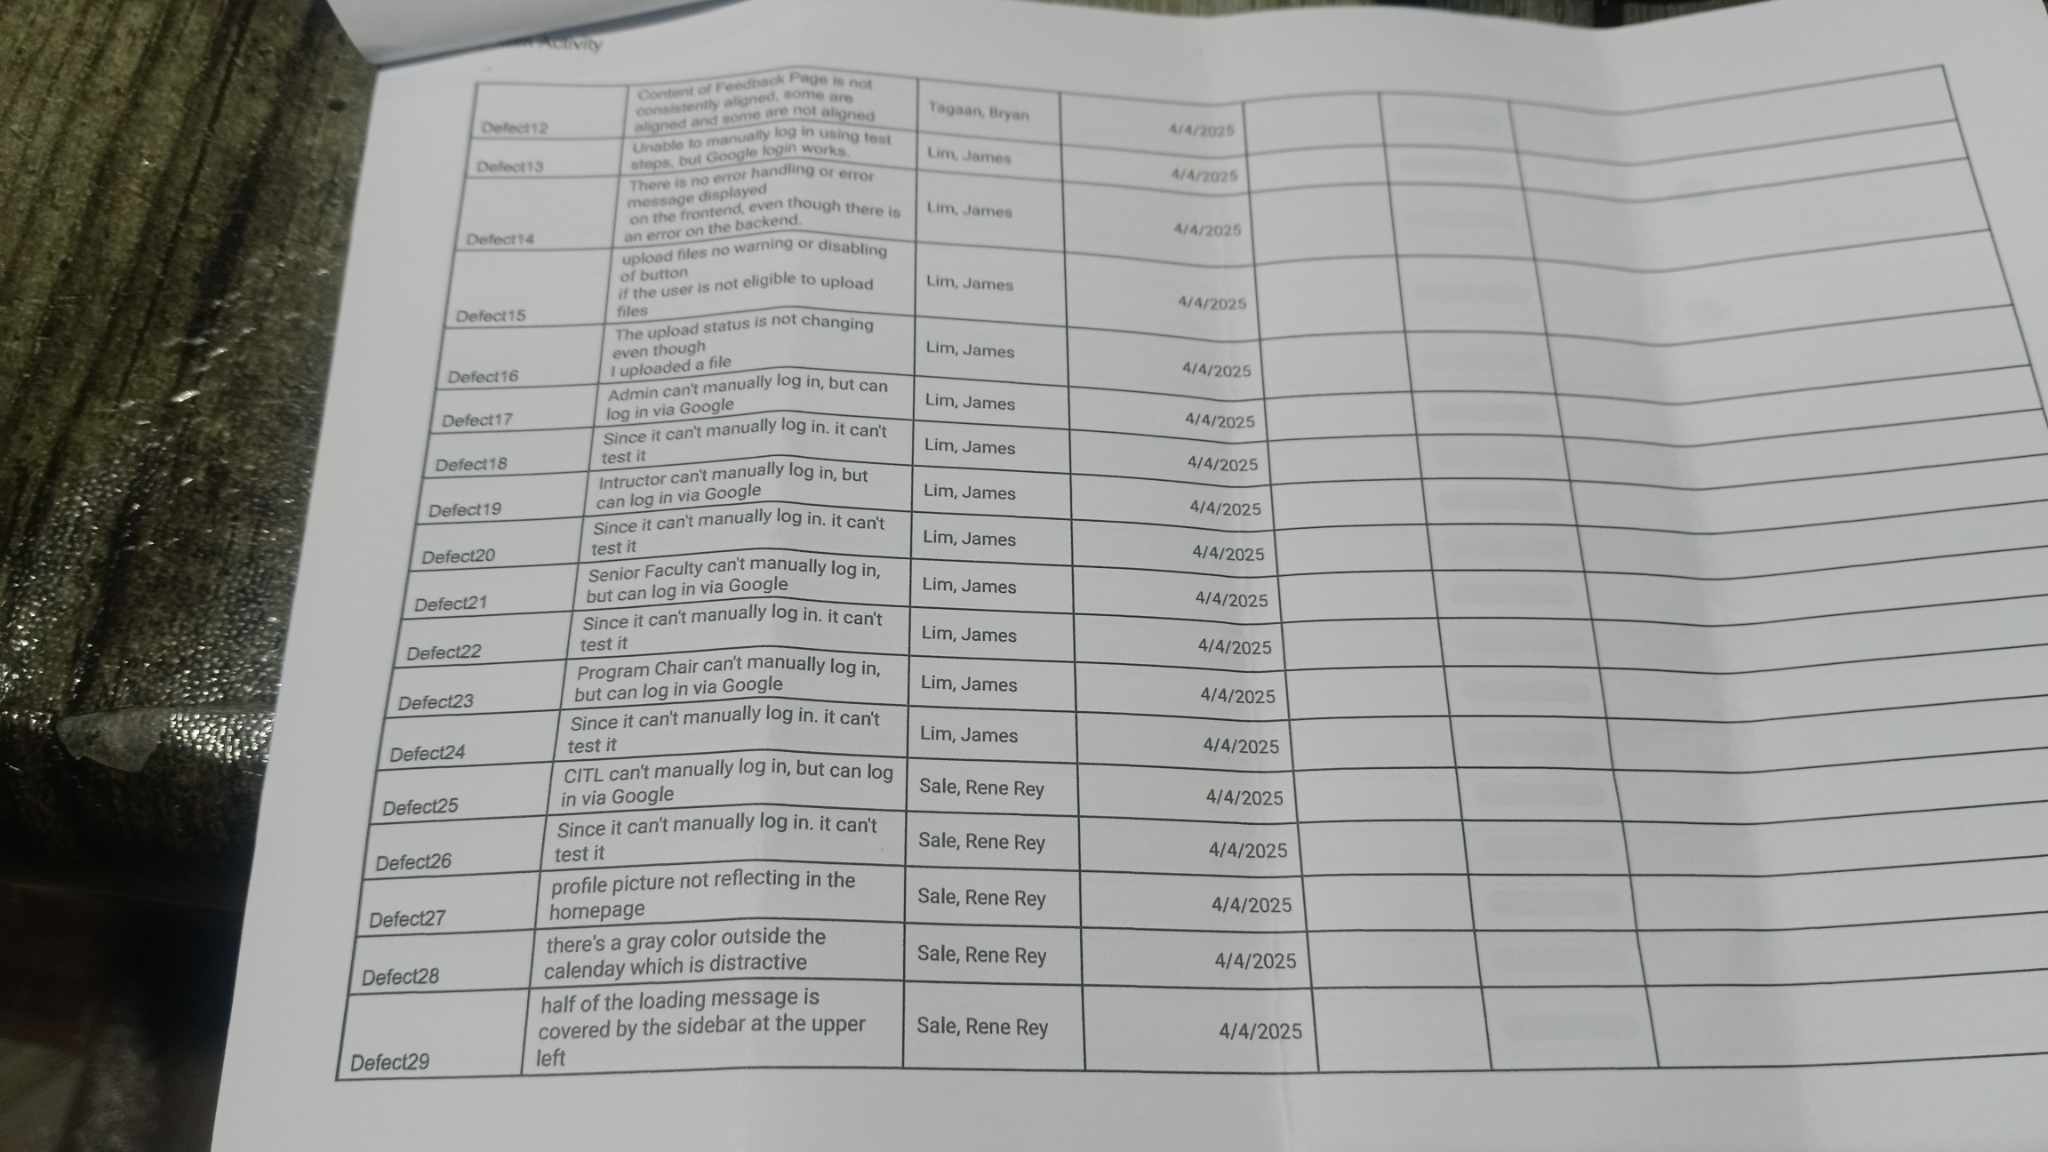 Activity
Defect12
Content of Feedback Page is not
consistently aligned, some are
aligned and some are not aligned
Tagaan, Bryan
4/4/2025
Defect13
Unable to manually log in using test
steps, but Google login works.
Lim, James
4/4/2025
Defect14
There is no error handling or error
message displayed
on the frontend, even though there is
an error on the backend.
Lim, James
4/4/2025
Defect15
upload files no warning or disabling
of button
if the user is not eligible to upload
files
Lim, James
4/4/2025
Defect16
The upload status is not changing
even though
I uploaded a file
Lim, James
4/4/2025
Defect17
Admin can't manually log in, but can
log in via Google
Lim, James
4/4/2025
Defect18
Since it can't manually log in. it can't
test it
Lim, James
4/4/2025
Defect19
Intructor can't manually log in, but
can log in via Google
Lim, James
4/4/2025
Defect20
Since it can't manually log in. it can't
test it
Lim, James
4/4/2025
Defect21
Senior Faculty can't manually log in,
but can log in via Google
Lim, James
4/4/2025
Defect22
Since it can't manually log in. it can't
test it
Lim, James
4/4/2025
Defect23
Program Chair can't manually log in,
but can log in via Google
Lim, James
4/4/2025
Defect24
Since it can't manually log in. it can't
test it
Lim, James
4/4/2025
Defect25
CITL can't manually log in, but can log
in via Google
Sale, Rene Rey
4/4/2025
Defect26
Since it can't manually log in. it can't
test it
Sale, Rene Rey
4/4/2025
Defect27
profile picture not reflecting in the
homepage
Sale, Rene Rey
4/4/2025
Defect28
there's a gray color outside the
calenday which is distractive
Sale, Rene Rey
4/4/2025
Defect29
half of the loading message is
covered by the sidebar at the upper
left
Sale, Rene Rey
4/4/2025